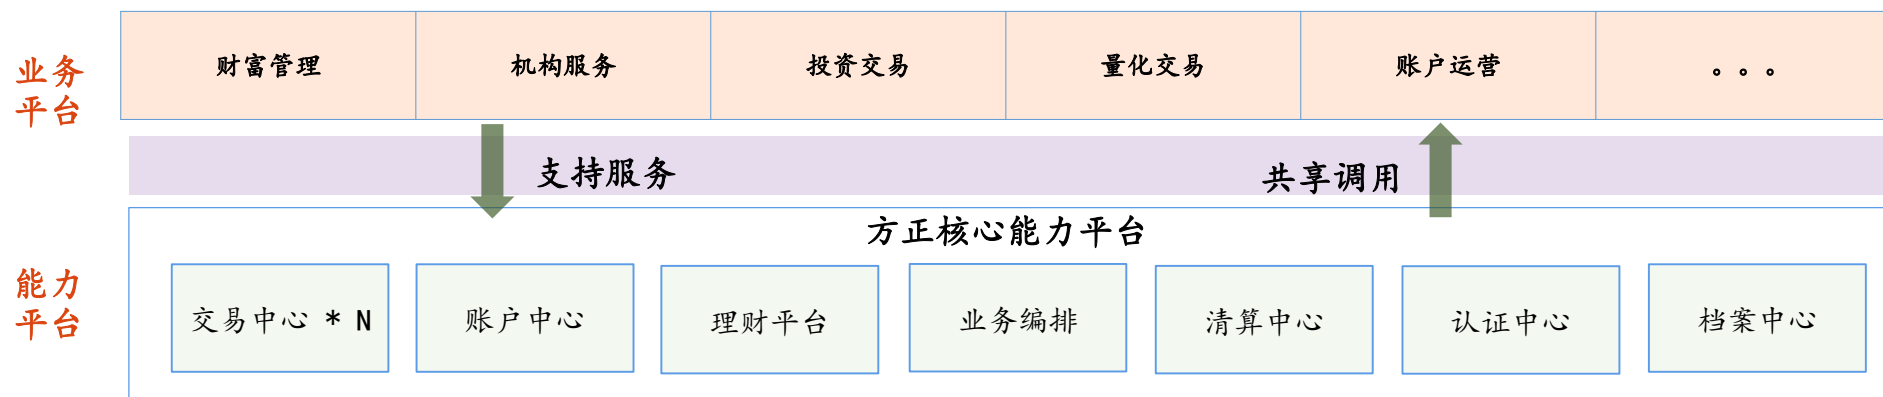 业务
平台
财富管理
机构服务
投资交易
量化交易
账户运营
。。。
支持服务
共享调用
能力
平台
方正核心能力平台
交易中心 * N
账户中心
理财平台
业务编排
清算中心
认证中心
档案中心